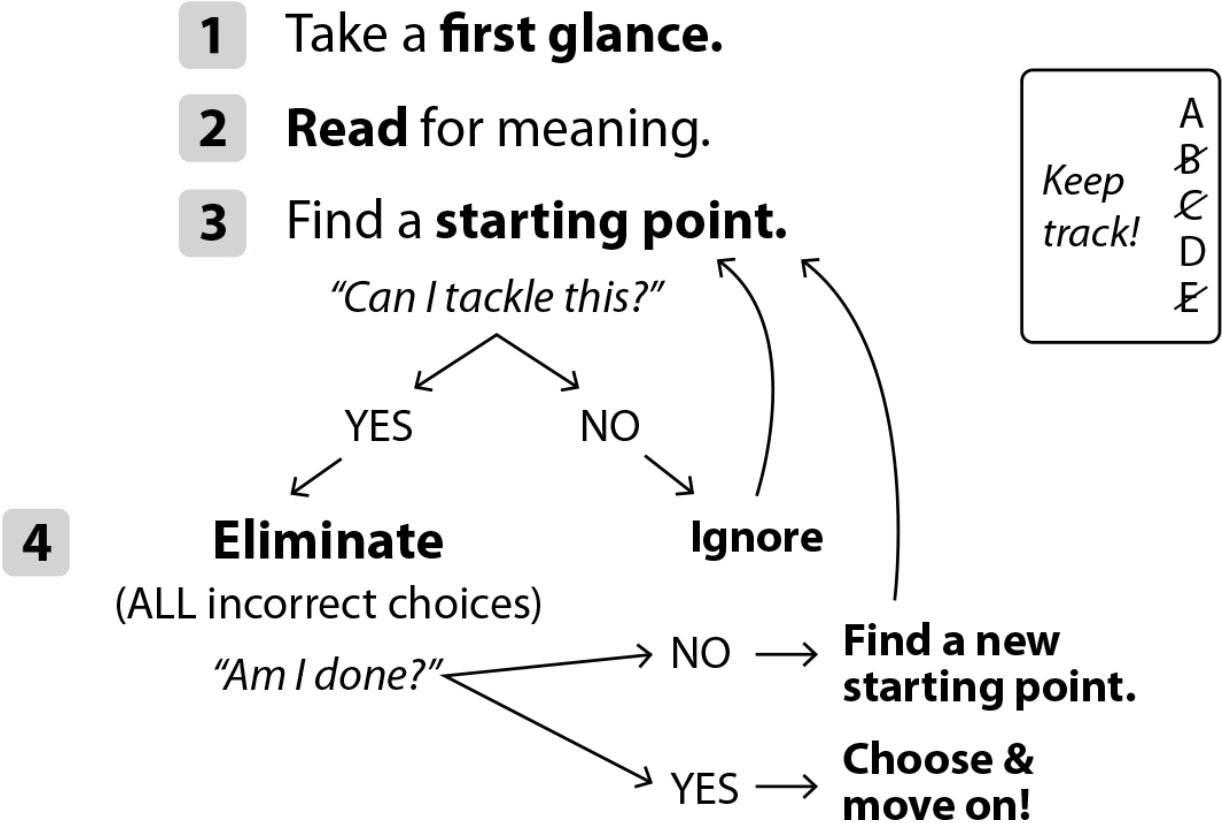 1 Take a first glance.
2 Read for meaning.
3 Find a starting point.
“Can I tackle this?”
YES
NO
4 Eliminate
(ALL incorrect choices)
Ignore
“Am I done?”
NO
Find a new
starting point.
YES
Choose &
move on!
Keep
track!
A
B
C
D
E